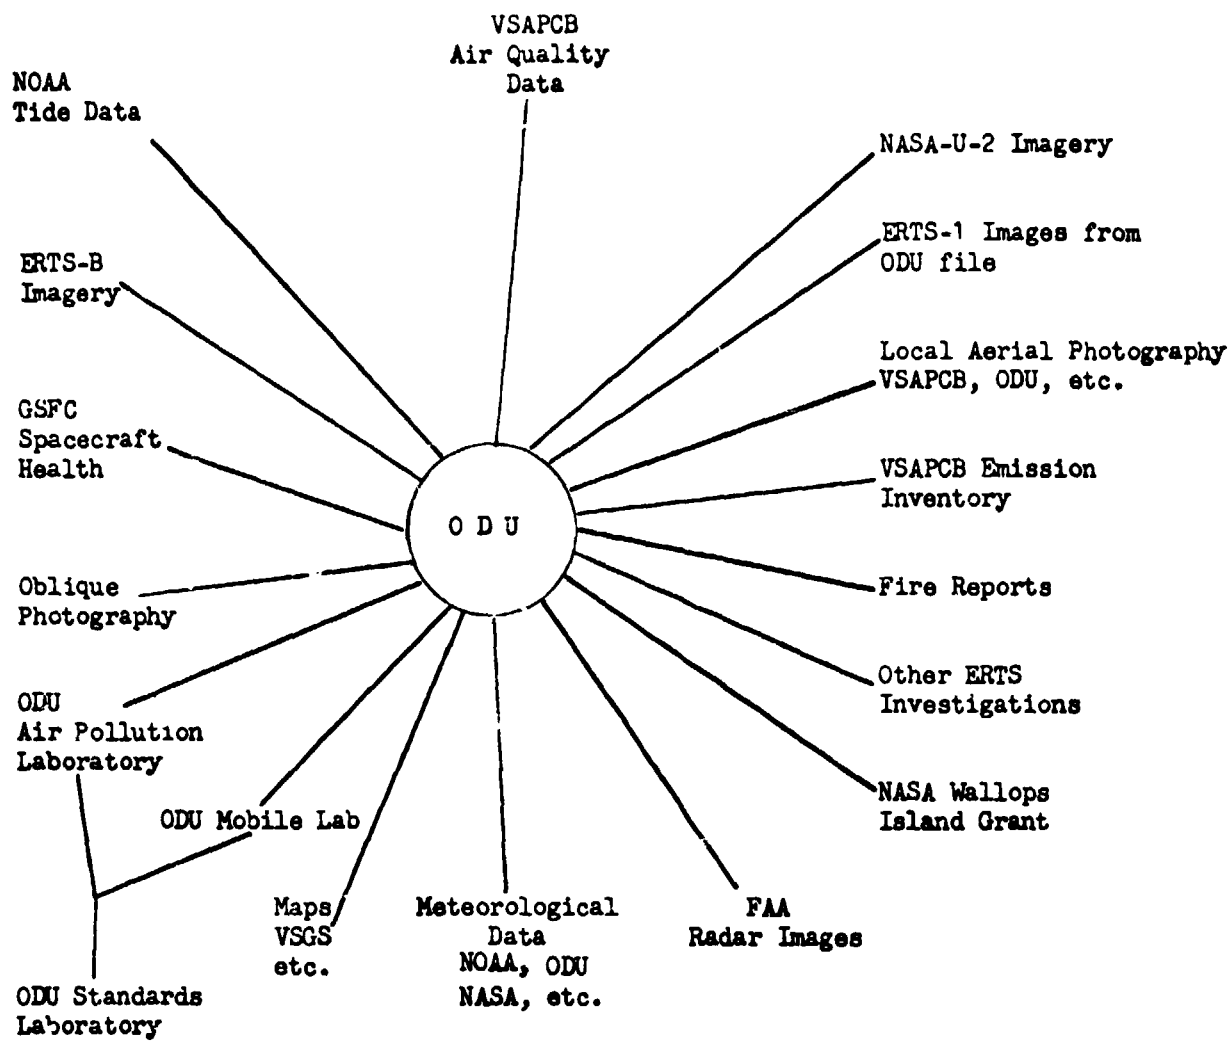 VSAPCB
Air Quality
Data
NOAA
Tide Data
NASA-U-2 Imagery
ERTS-1 Images from
ODU file
ERTS-B
Imagery
Local Aerial Photography
VSAPCB, ODU, etc.
GSFC
Spacecraft
Health
VSAPCB Emission
Inventory
O D U
Oblique
Photography
Fire Reports
Other ERTS
Investigations
ODU
Air Pollution
Laboratory
NASA Wallops
Island Grant
ODU Mobile Lab
Maps
VSGS
etc.
Meteorological
Data
NOAA, ODU
NASA, etc.
FAA
Radar Images
ODU Standards
Laboratory